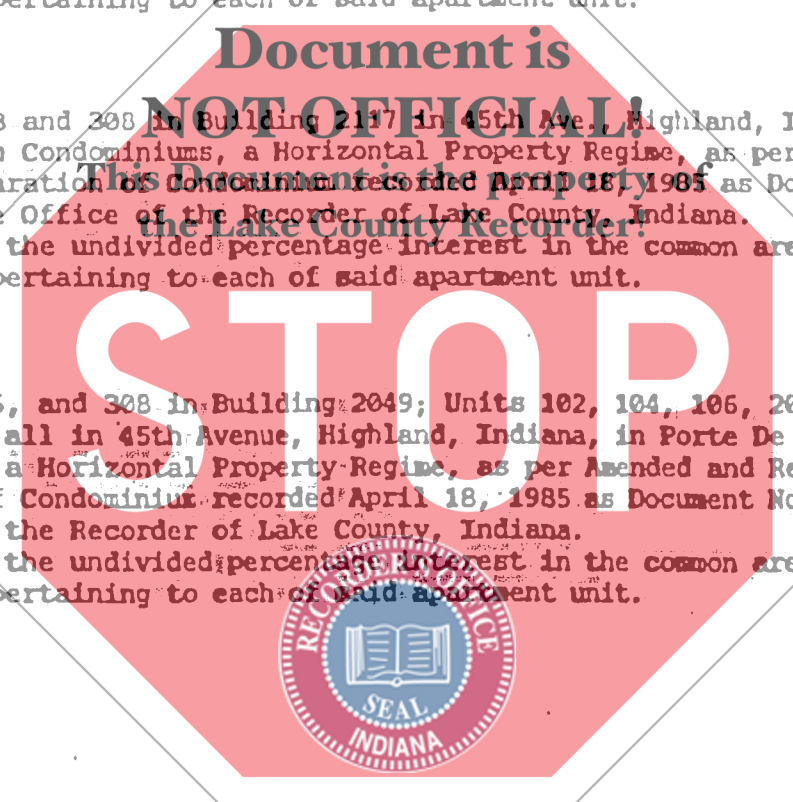 pertaining to each of said apartment unit.
Document is
NOT OFFICIAL!
This Document is the property of
the Lake County Recorder!
8 and 308 in Building 2117 in 45th Ave., Highland, I
n Condominiums, a Horizontal Property Regime, as per
aration of Condominium recorded April 18, 1985 as Do
e Office of the Recorder of Lake County, Indiana.
the undivided percentage interest in the common are
pertaining to each of said apartment unit.
STOP
6, and 308 in Building 2049; Units 102, 104, 106, 20
all in 45th Avenue, Highland, Indiana, in Porte De
a Horizontal Property Regime, as per Amended and Re
f Condominium recorded April 18, 1985 as Document No
the Recorder of Lake County, Indiana.
the undivided percentage interest in the common are
pertaining to each of said apartment unit.
RECORDER'S OFFICE
SEAL
INDIANA